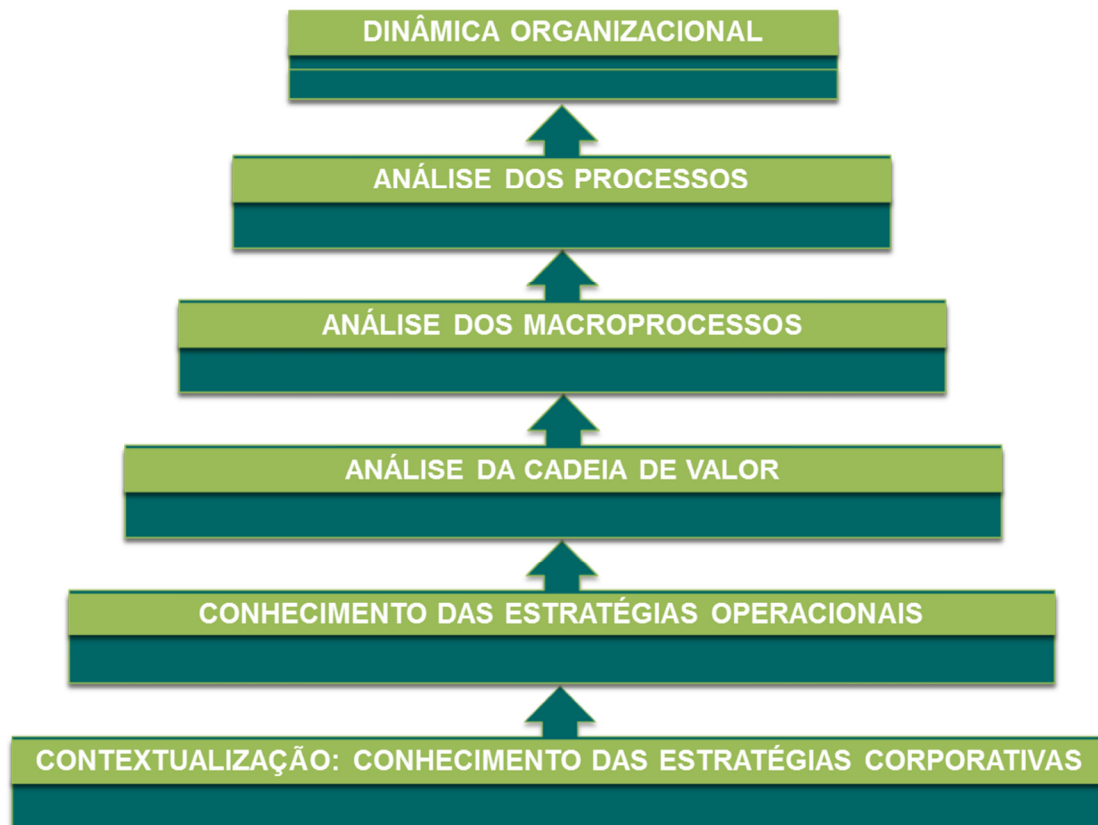 DINÂMICA ORGANIZACIONAL
ANÁLISE DOS PROCESSOS
ANÁLISE DOS MACROPROCESSOS
ANÁLISE DA CADEIA DE VALOR
CONHECIMENTO DAS ESTRATÉGIAS OPERACIONAIS
CONTEXTUALIZAÇÃO: CONHECIMENTO DAS ESTRATÉGIAS CORPORATIVAS